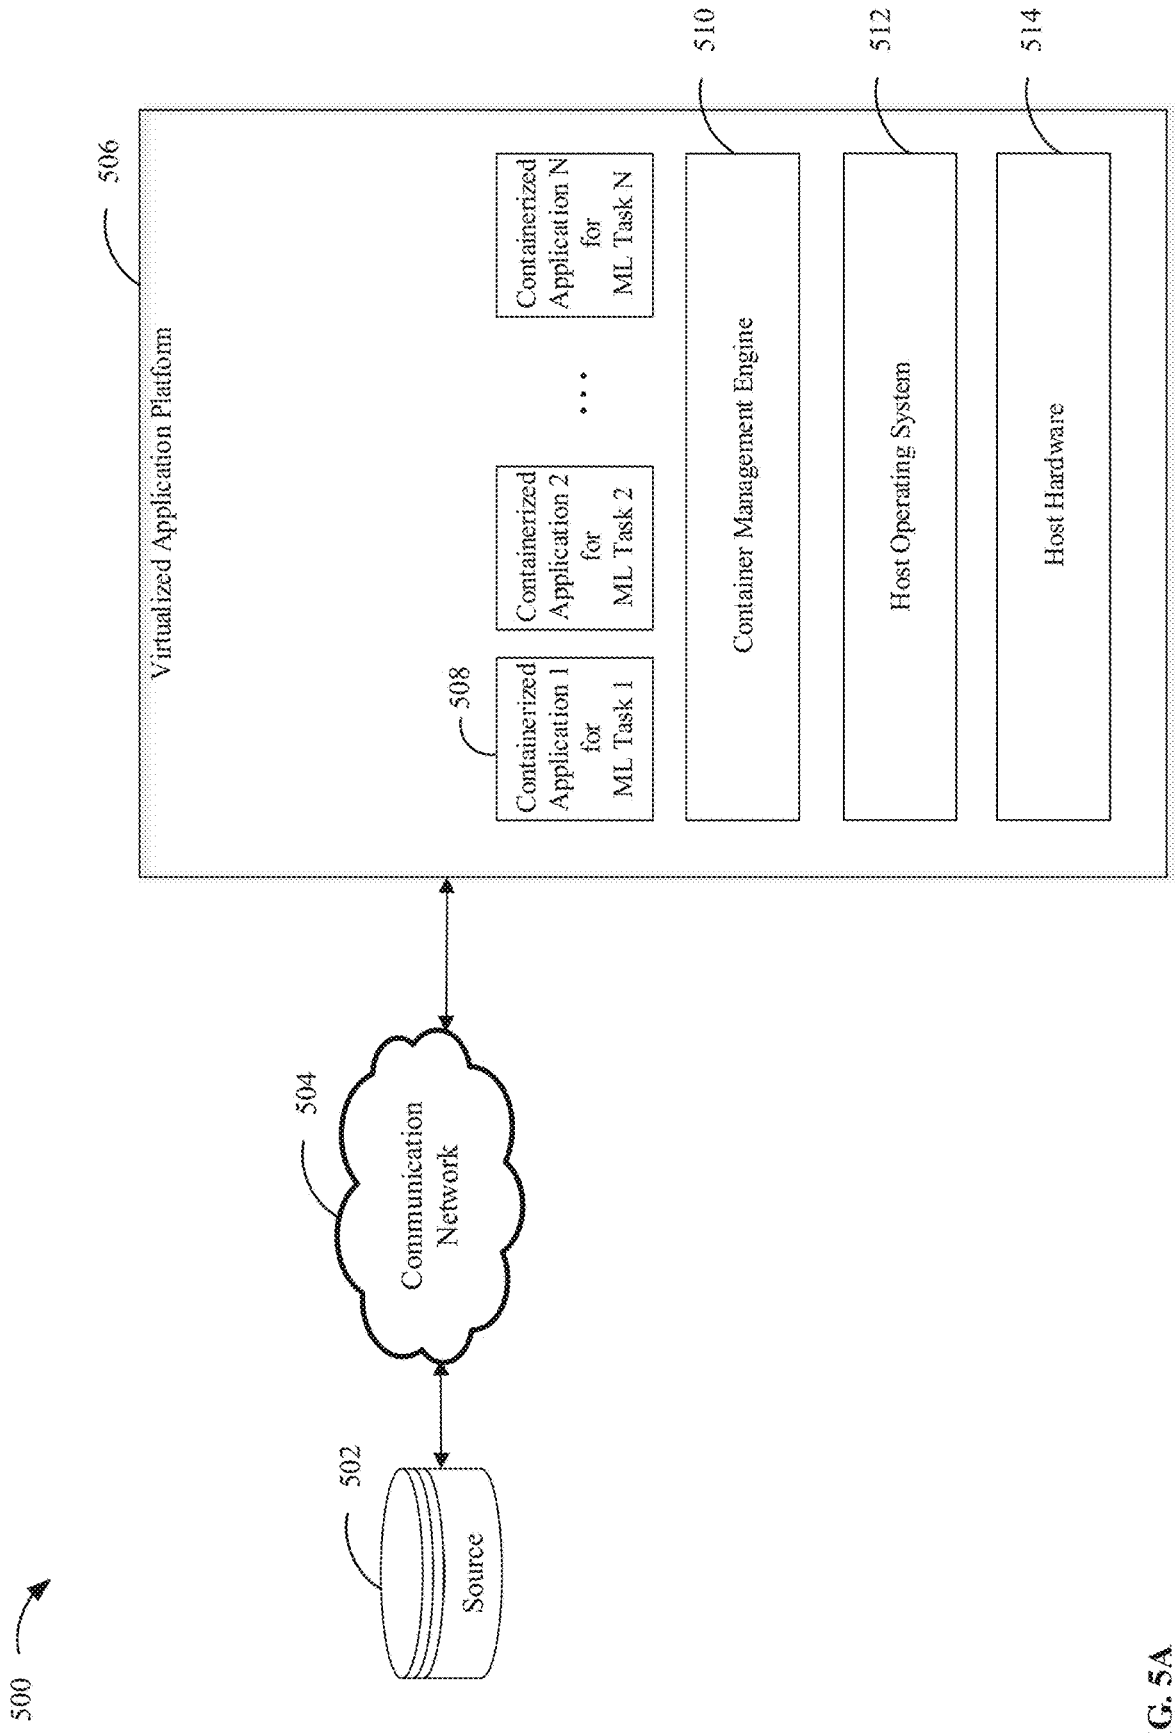 500
506
Virtualized Application Platform
504
502
Communication
Network
Source
508
Containerized
Application 1
for
ML Task 1
Containerized
Application 2
for
ML Task 2
...
Containerized
Application N
for
ML Task N
Container Management Engine
510
Host Operating System
512
Host Hardware
514
G. 5A